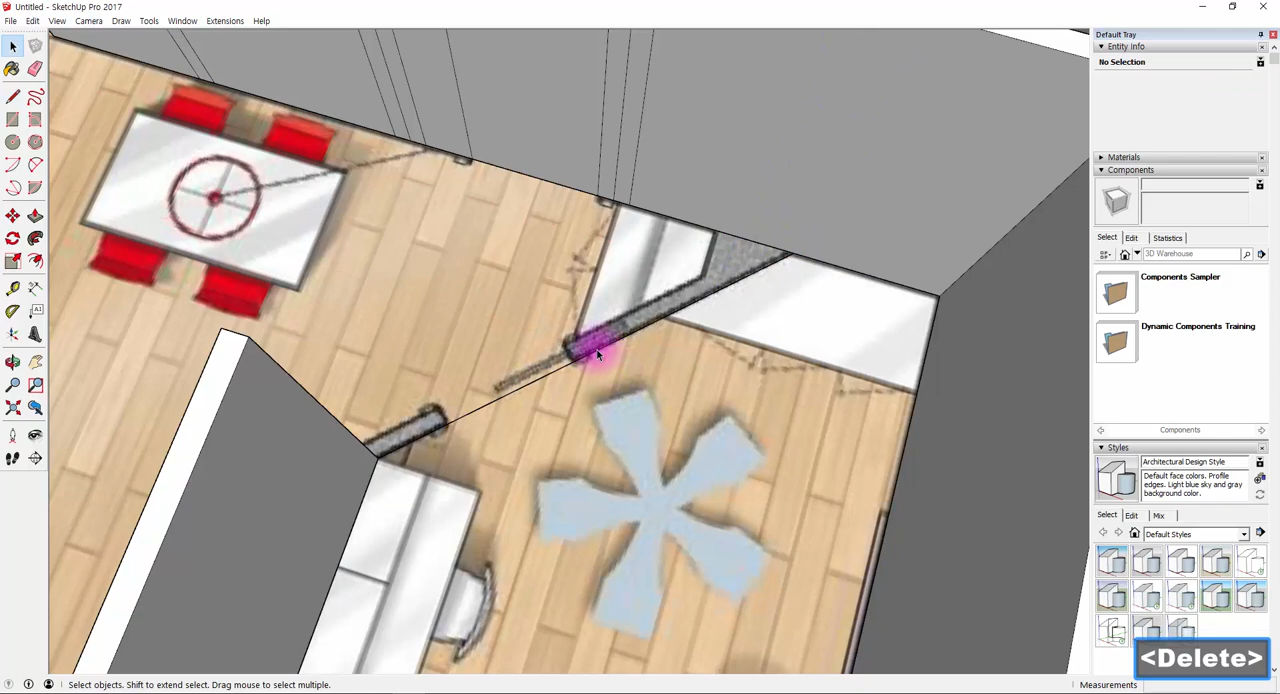 Untitled - SketchUp Pro 2017
File Edit View Camera Draw Tools Window Extensions Help
Default Tray
Entity Info
No Selection
Materials
Components
Select Edit Statistics
3D Warehouse
Components Sampler
Dynamic Components Training
Components
Styles
Architectural Design Style
Default face colors. Profile
edges. Light blue sky and gray
background color.
Select Edit Mix
Default Styles
<Delete>
Select objects. Shift to extend select. Drag mouse to select multiple.
Measurements